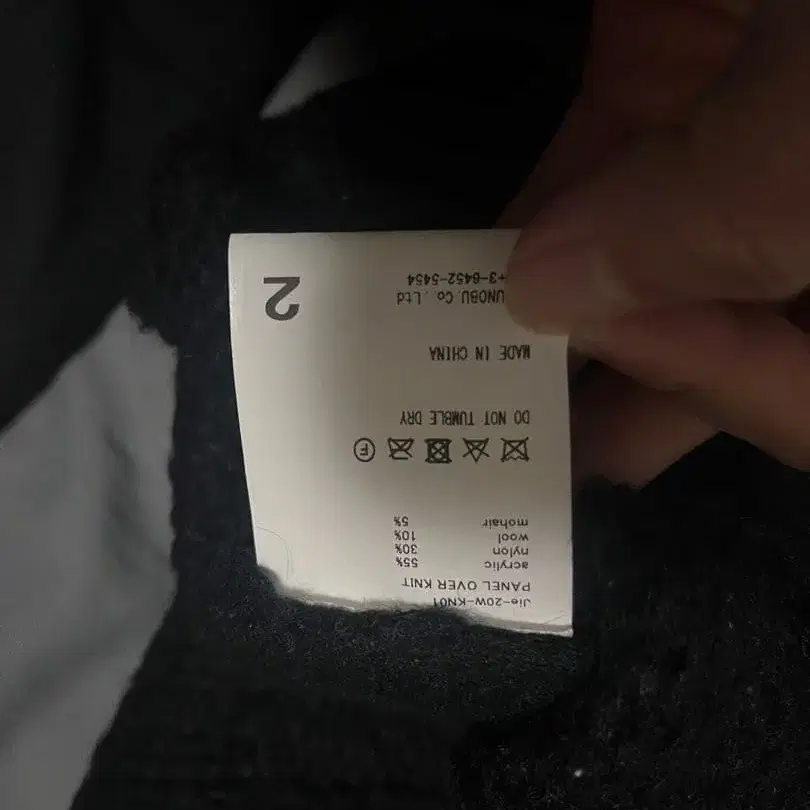 Jie-20W-KN01
PANEL OVER KNIT
acrylic 55%
nylon 30%
wool 10%
mohair 5%
F
DO NOT TUMBLE DRY
MADE IN CHINA
UNOBU.Co.,Ltd
+3-6452-5454
2